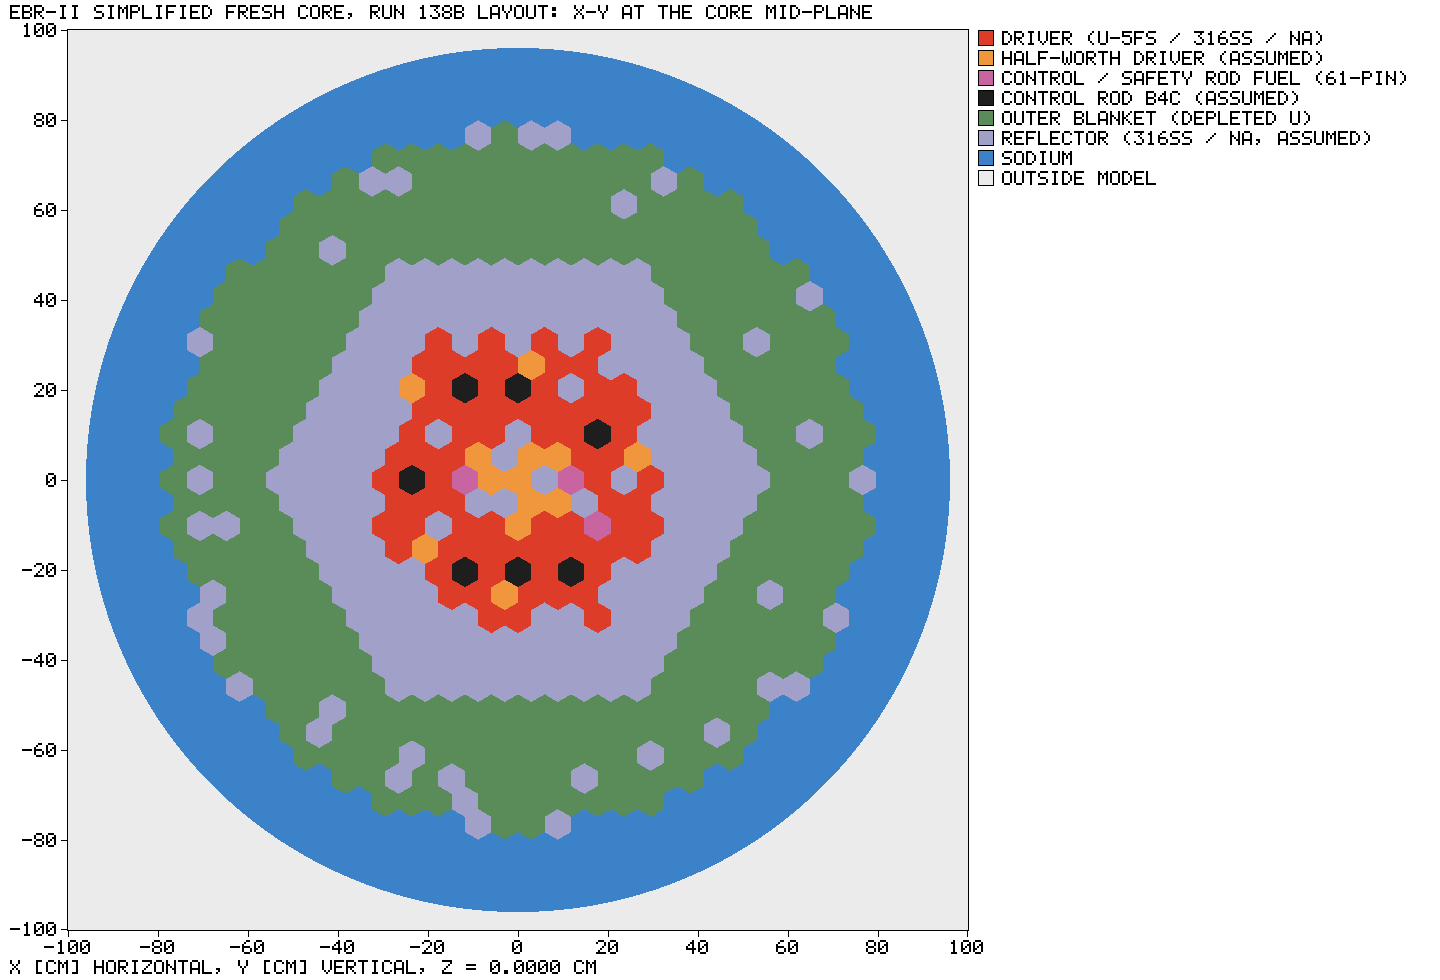 EBR-II SIMPLIFIED FRESH CORE, RUN 138B LAYOUT: X-Y AT THE CORE MID-PLANE
DRIVER (U-5FS / 316SS / NA)
HALF-WORTH DRIVER (ASSUMED)
CONTROL / SAFETY ROD FUEL (61-PIN)
CONTROL ROD B4C (ASSUMED)
OUTER BLANKET (DEPLETED U)
REFLECTOR (316SS / NA, ASSUMED)
SODIUM
OUTSIDE MODEL
100
80
60
40
20
0
-20
-40
-60
-80
-100
-100 -80 -60 -40 -20 0 20 40 60 80 100
X [CM] HORIZONTAL, Y [CM] VERTICAL, Z = 0.0000 CM